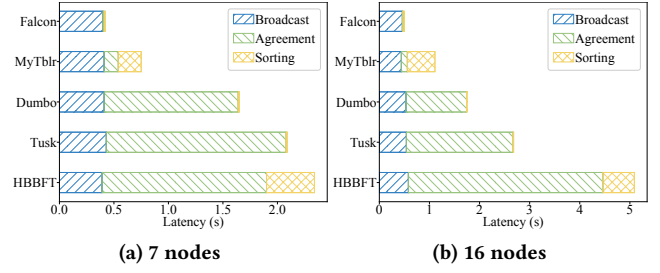 Falcon
MyTblr
Dumbo
Tusk
HBBFT
Broadcast
Agreement
Sorting
0.0 0.5 1.0 1.5 2.0
Latency (s)
(a) 7 nodes
Falcon
MyTblr
Dumbo
Tusk
HBBFT
Broadcast
Agreement
Sorting
0 1 2 3 4 5
Latency (s)
(b) 16 nodes